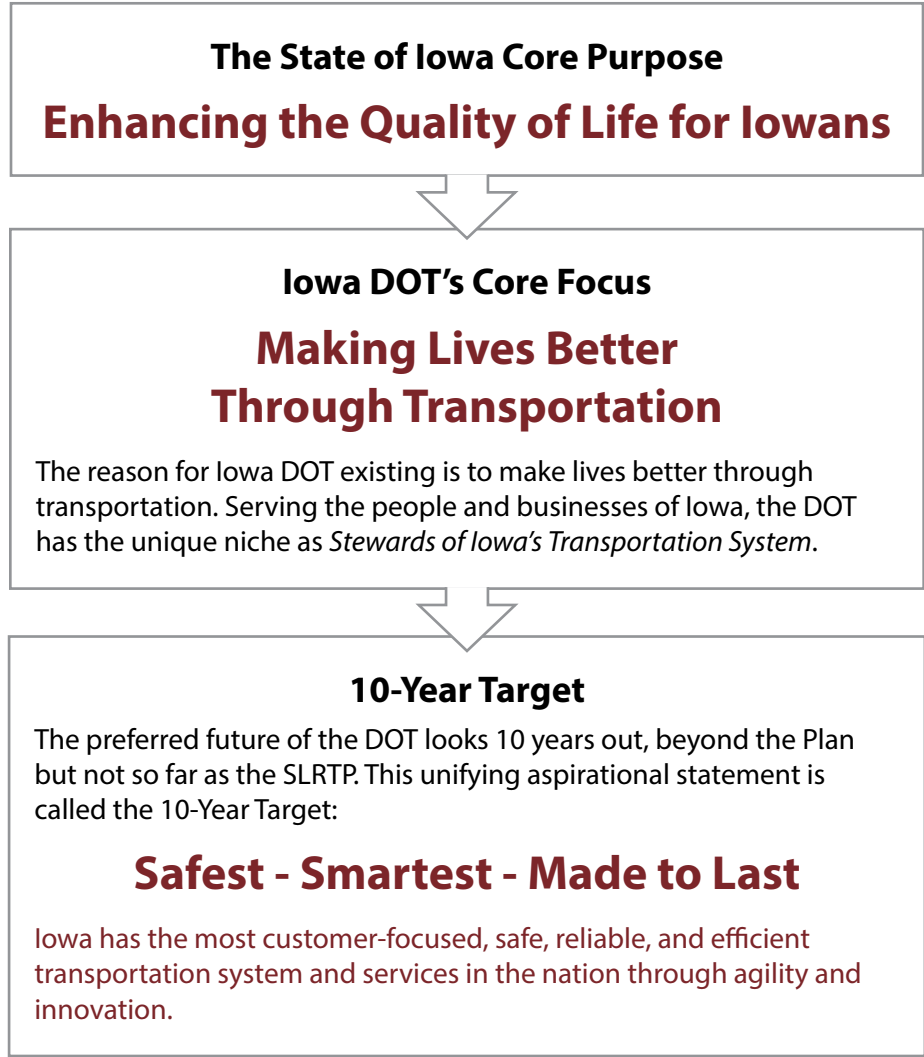 The State of Iowa Core Purpose
Enhancing the Quality of Life for Iowans
Iowa DOT’s Core Focus
Making Lives Better
Through Transportation
The reason for Iowa DOT existing is to make lives better through
transportation. Serving the people and businesses of Iowa, the DOT
has the unique niche as Stewards of Iowa’s Transportation System.
10-Year Target
The preferred future of the DOT looks 10 years out, beyond the Plan
but not so far as the SLRTP. This unifying aspirational statement is
called the 10-Year Target:
Safest - Smartest - Made to Last
Iowa has the most customer-focused, safe, reliable, and efficient
transportation system and services in the nation through agility and
innovation.